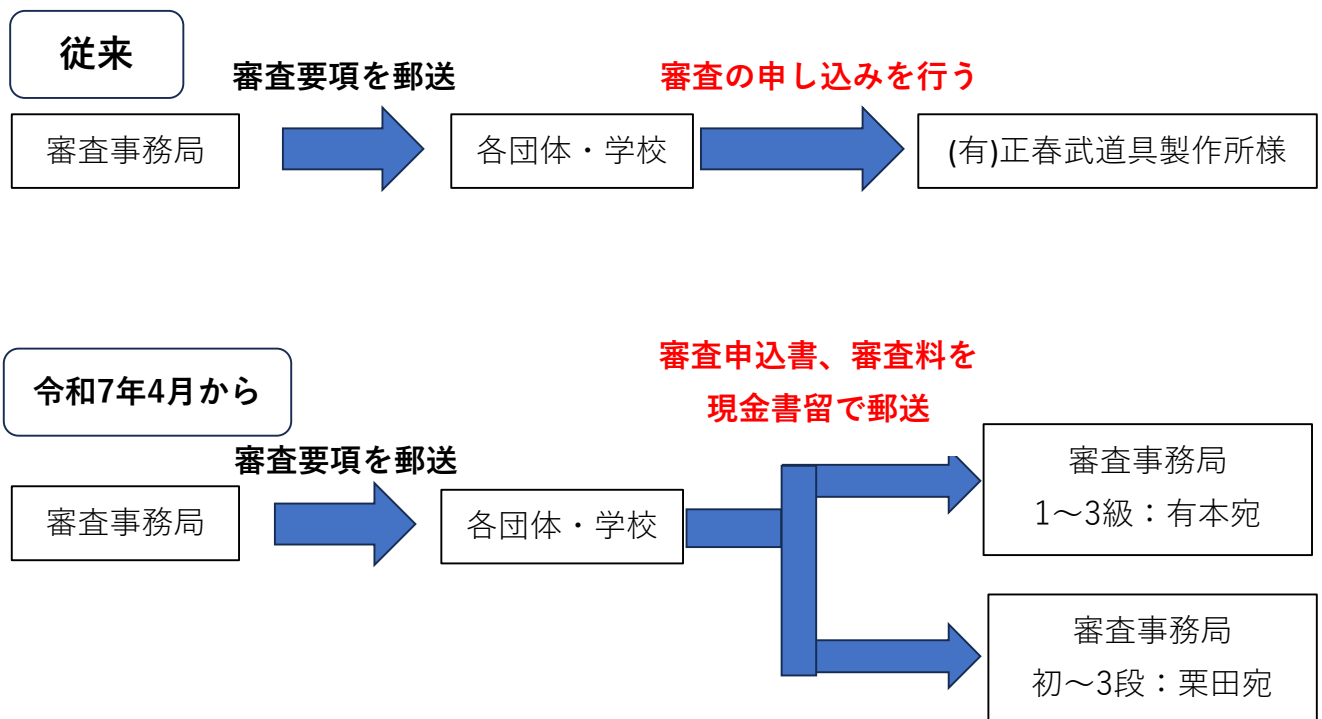 従来
審査要項を郵送
審査の申し込みを行う
審査事務局
各団体・学校
(有)正春武道具製作所様
審査申込書、審査料を
現金書留で郵送
令和7年4月から
審査要項を郵送
審査事務局
各団体・学校
審査事務局
1~3級：有本宛
審査事務局
初~3段：栗田宛